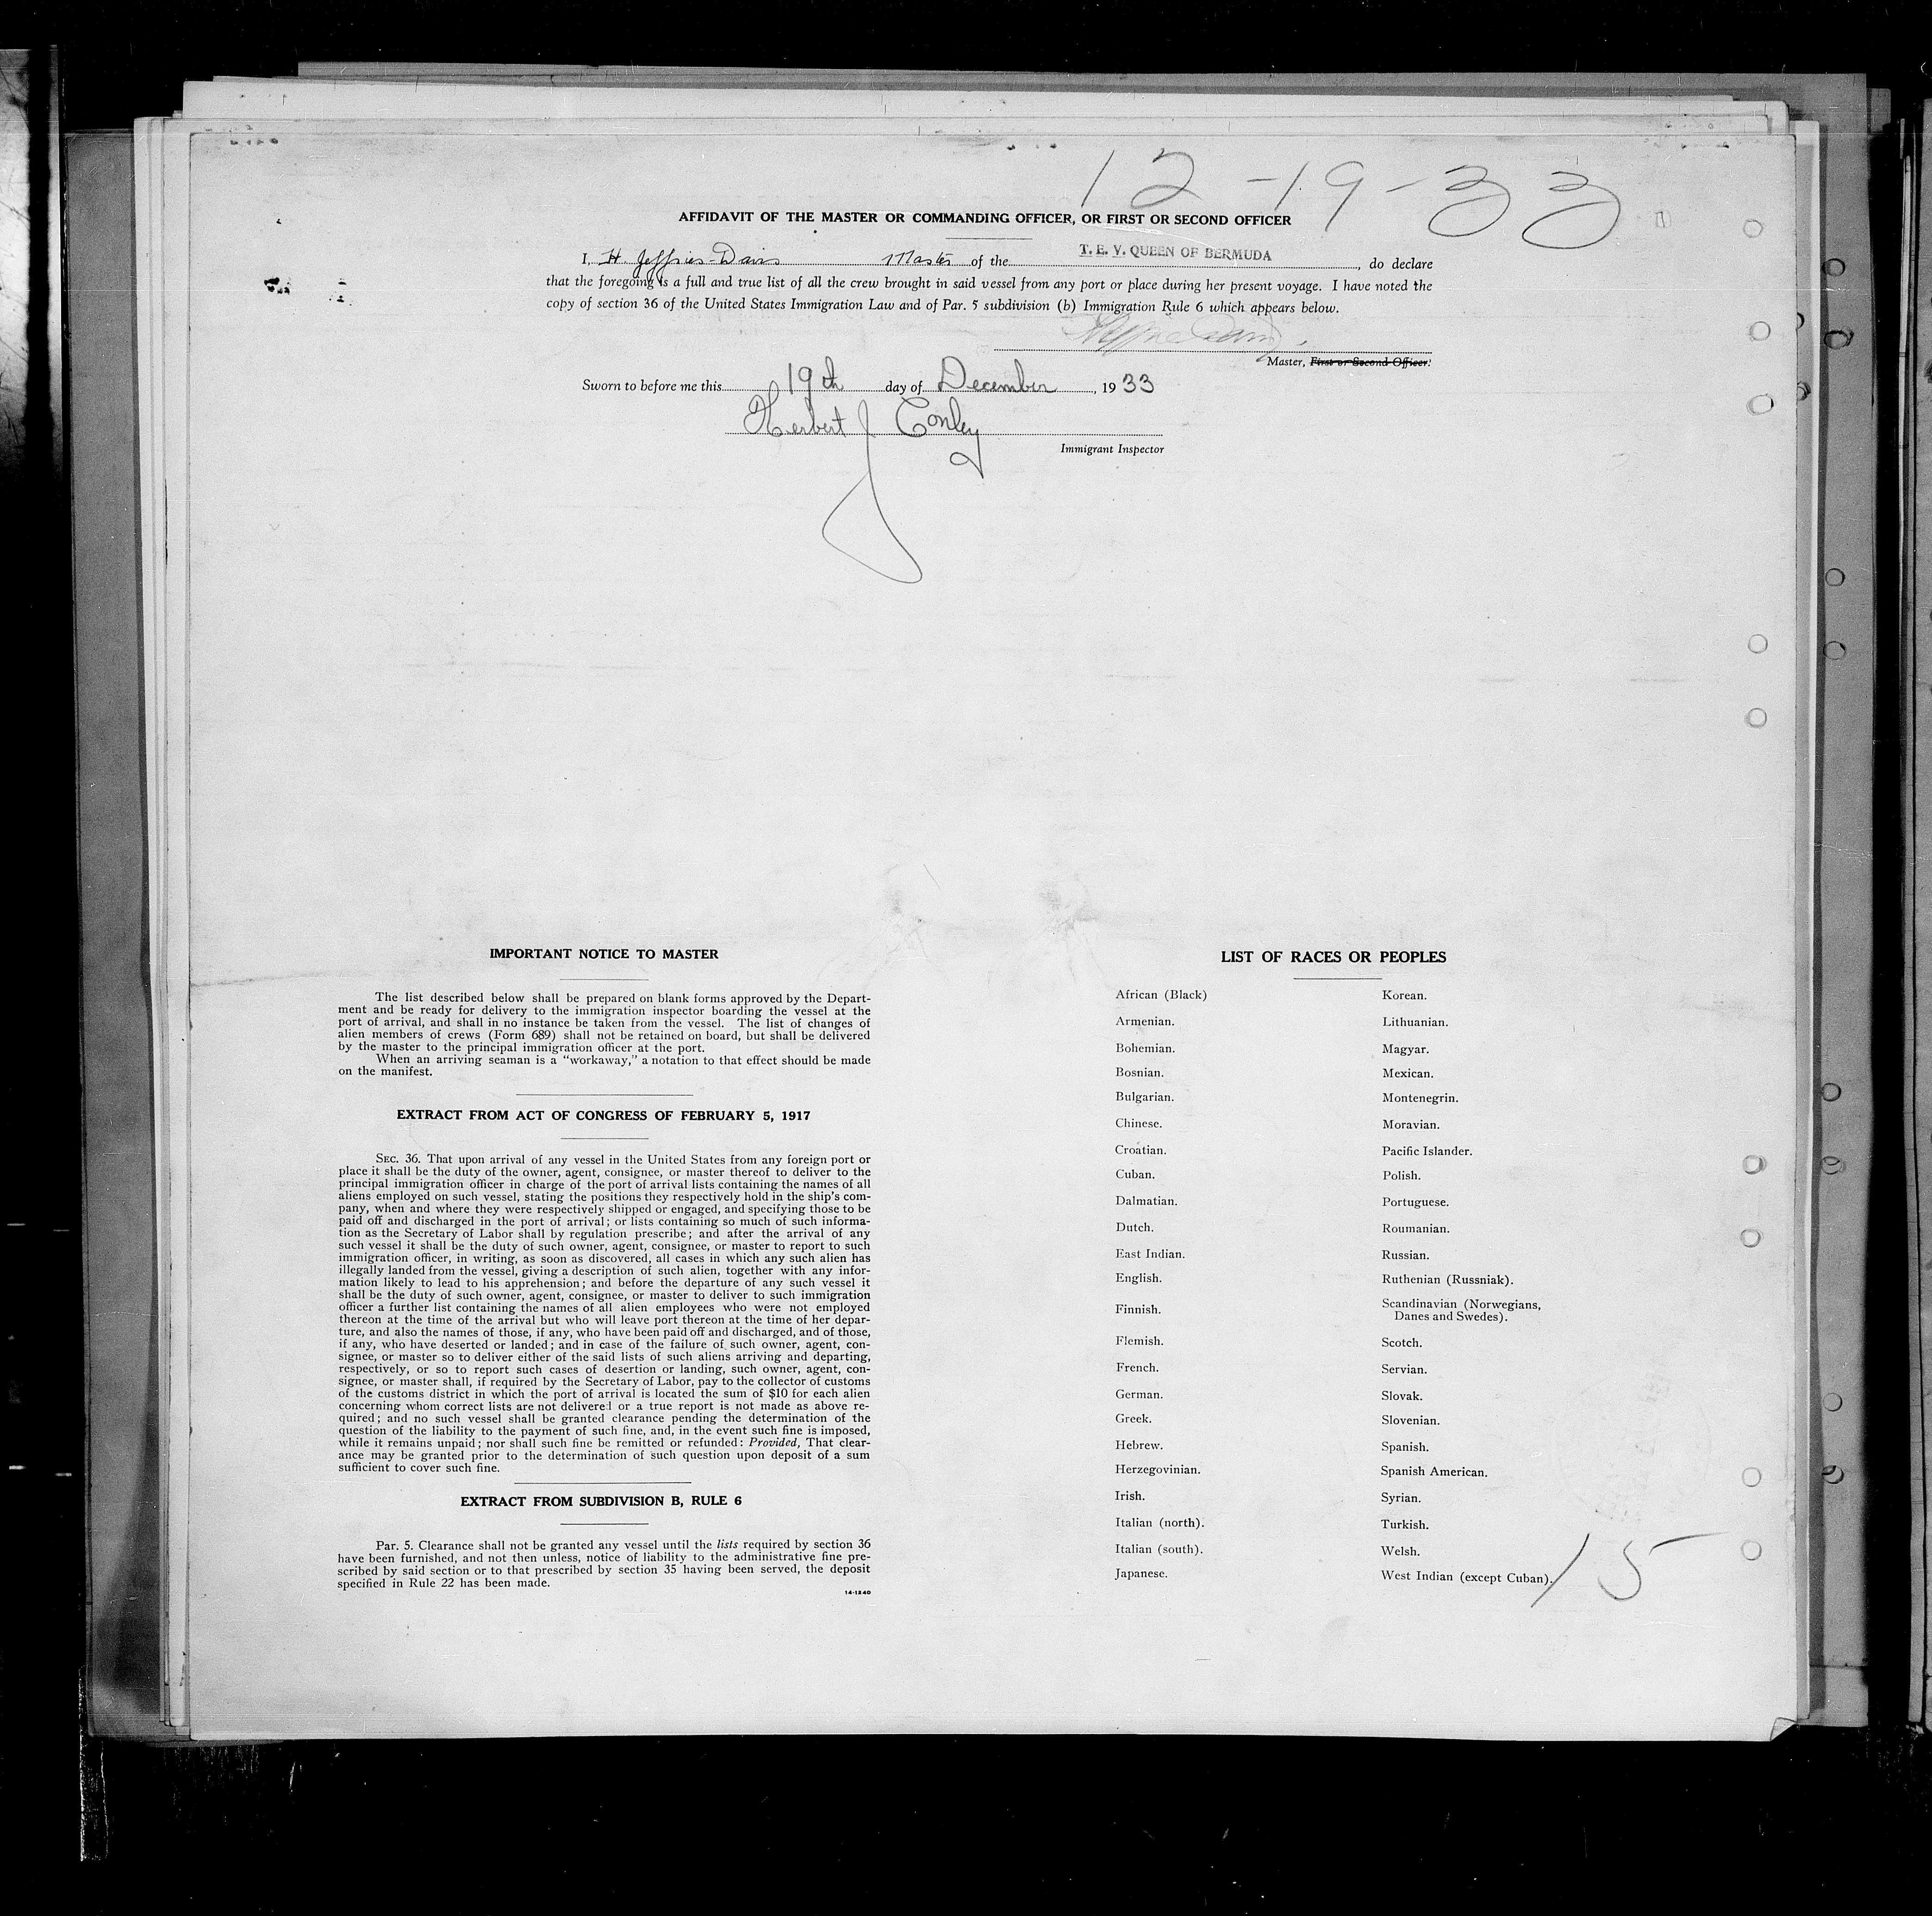 12-19-33
AFFIDAVIT OF THE MASTER OR COMMANDING OFFICER, OR FIRST OR SECOND OFFICER
I, H. Jeffries-Davis Master of the T. E. V. QUEEN OF BERMUDA, do declare
that the foregoing is a full and true list of all the crew brought in said vessel from any port or place during her present voyage. I have noted the
copy of section 36 of the United States Immigration Law and of Par. 5 subdivision (b) Immigration Rule 6 which appears below.
Master, First or Second Officer.
Sworn to before me this 19th day of December, 1933
Herbert J Conley
Immigrant Inspector
IMPORTANT NOTICE TO MASTER
The list described below shall be prepared on blank forms approved by the Depart-
ment and be ready for delivery to the immigration inspector boarding the vessel at the
port of arrival, and shall in no instance be taken from the vessel. The list of changes of
alien members of crews (Form 689) shall not be retained on board, but shall be delivered
by the master to the principal immigration officer at the port.
When an arriving seaman is a "workaway," a notation to that effect should be made
on the manifest.
EXTRACT FROM ACT OF CONGRESS OF FEBRUARY 5, 1917
SEC. 36. That upon arrival of any vessel in the United States from any foreign port or
place it shall be the duty of the owner, agent, consignee, or master thereof to deliver to the
principal immigration officer in charge of the port of arrival lists containing the names of all
aliens employed on such vessel, stating the positions they respectively hold in the ship's com-
pany, when and where they were respectively shipped or engaged, and specifying those to be
paid off and discharged in the port of arrival; or lists containing so much of such informa-
tion as the Secretary of Labor shall by regulation prescribe; and after the arrival of any
such vessel it shall be the duty of such owner, agent, consignee, or master to report to such
immigration officer, in writing, as soon as discovered, all cases in which any such alien has
illegally landed from the vessel, giving a description of such alien, together with any infor-
mation likely to lead to his apprehension; and before the departure of any such vessel it
shall be the duty of such owner, agent, consignee, or master to deliver to such immigration
officer a further list containing the names of all alien employees who were not employed
thereon at the time of the arrival but who will leave port thereon at the time of her depar-
ture, and also the names of those, if any, who have been paid off and discharged, and of those,
if any, who have deserted or landed; and in case of the failure of such owner, agent, con-
signee, or master so to deliver either of the said lists of such aliens arriving and departing,
respectively, or so to report such cases of desertion or landing, such owner, agent, con-
signee, or master shall, if required by the Secretary of Labor, pay to the collector of customs
of the customs district in which the port of arrival is located the sum of $10 for each alien
concerning whom correct lists are not delivered or a true report is not made as above re-
quired; and no such vessel shall be granted clearance pending the determination of the
question of the liability to the payment of such fine, and, in the event such fine is imposed,
while it remains unpaid; nor shall such fine be remitted or refunded: Provided, That clear-
ance may be granted prior to the determination of such question upon deposit of a sum
sufficient to cover such fine.
EXTRACT FROM SUBDIVISION B, RULE 6
Par. 5. Clearance shall not be granted any vessel until the lists required by section 36
have been furnished, and not then unless, notice of liability to the administrative fine pre-
scribed by said section or to that prescribed by section 35 having been served, the deposit
specified in Rule 22 has been made.
14-1240
LIST OF RACES OR PEOPLES
African (Black)
Armenian.
Bohemian.
Bosnian.
Bulgarian.
Chinese.
Croatian.
Cuban.
Dalmatian.
Dutch.
East Indian.
English.
Finnish.
Flemish.
French.
German.
Greek.
Hebrew.
Herzegovinian.
Irish.
Italian (north).
Italian (south).
Japanese.
Korean.
Lithuanian.
Magyar.
Mexican.
Montenegrin.
Moravian.
Pacific Islander.
Polish.
Portuguese.
Roumanian.
Russian.
Ruthenian (Russniak).
Scandinavian (Norwegians,
Danes and Swedes).
Scotch.
Servian.
Slovak.
Slovenian.
Spanish.
Spanish American.
Syrian.
Turkish.
Welsh.
West Indian (except Cuban).
15